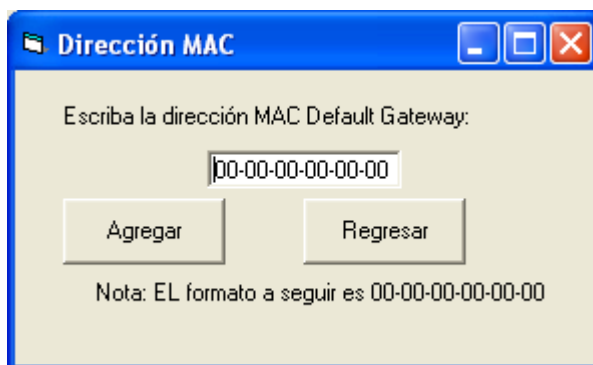 Dirección MAC
Escriba la dirección MAC Default Gateway:
00-00-00-00-00-00
Agregar
Regresar
Nota: EL formato a seguir es 00-00-00-00-00-00